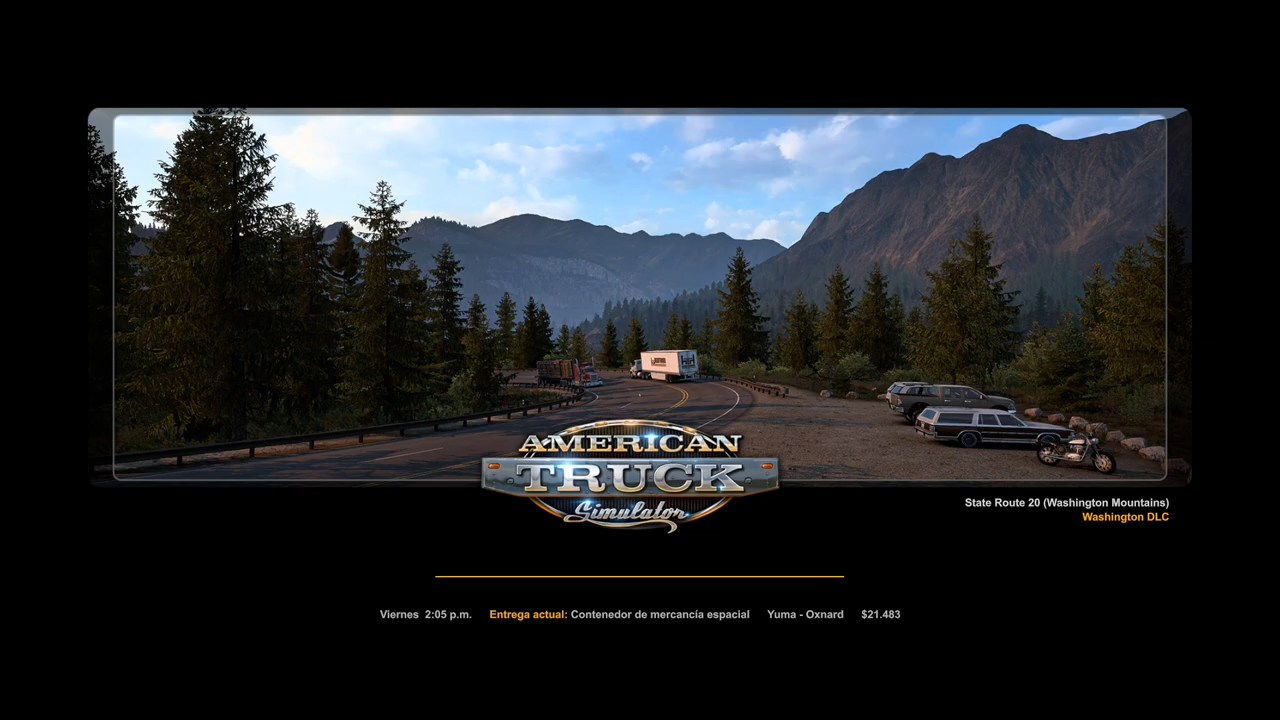 AMERICAN
TRUCK
Simulator
State Route 20 (Washington Mountains)
Washington DLC
Viernes 2:05 p.m. Entrega actual: Contenedor de mercancía espacial Yuma - Oxnard $21.483